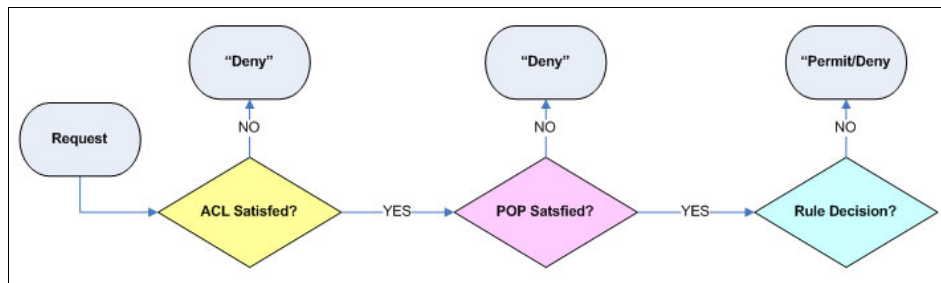 “Deny”
“Deny”
“Permit/Deny
Request
NO
NO
NO
ACL Satisfed?
YES
POP Satsfied?
YES
Rule Decision?